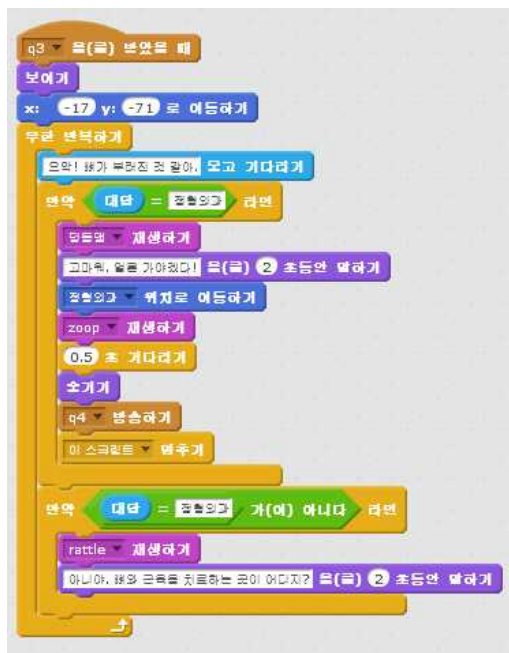 q3 을(를) 받았을 때
보이기
x: -17 y: -71 로 이동하기
무한 반복하기
으악! 뼈가 부러진 것 같아. 묻고 기다리기
만약 대답 = 정형외과 라면
덩동댕 재생하기
고마워, 얼른 가야겠다! 을(를) 2 초동안 말하기
정형외과 위치로 이동하기
zoop 재생하기
0.5 초 기다리기
숨기기
q4 방송하기
이 스크립트 멈추기
만약 대답 = 정형외과 가(이) 아니다 라면
rattle 재생하기
아니야, 뼈와 근육을 치료하는 곳이 어디지? 을(를) 2 초동안 말하기